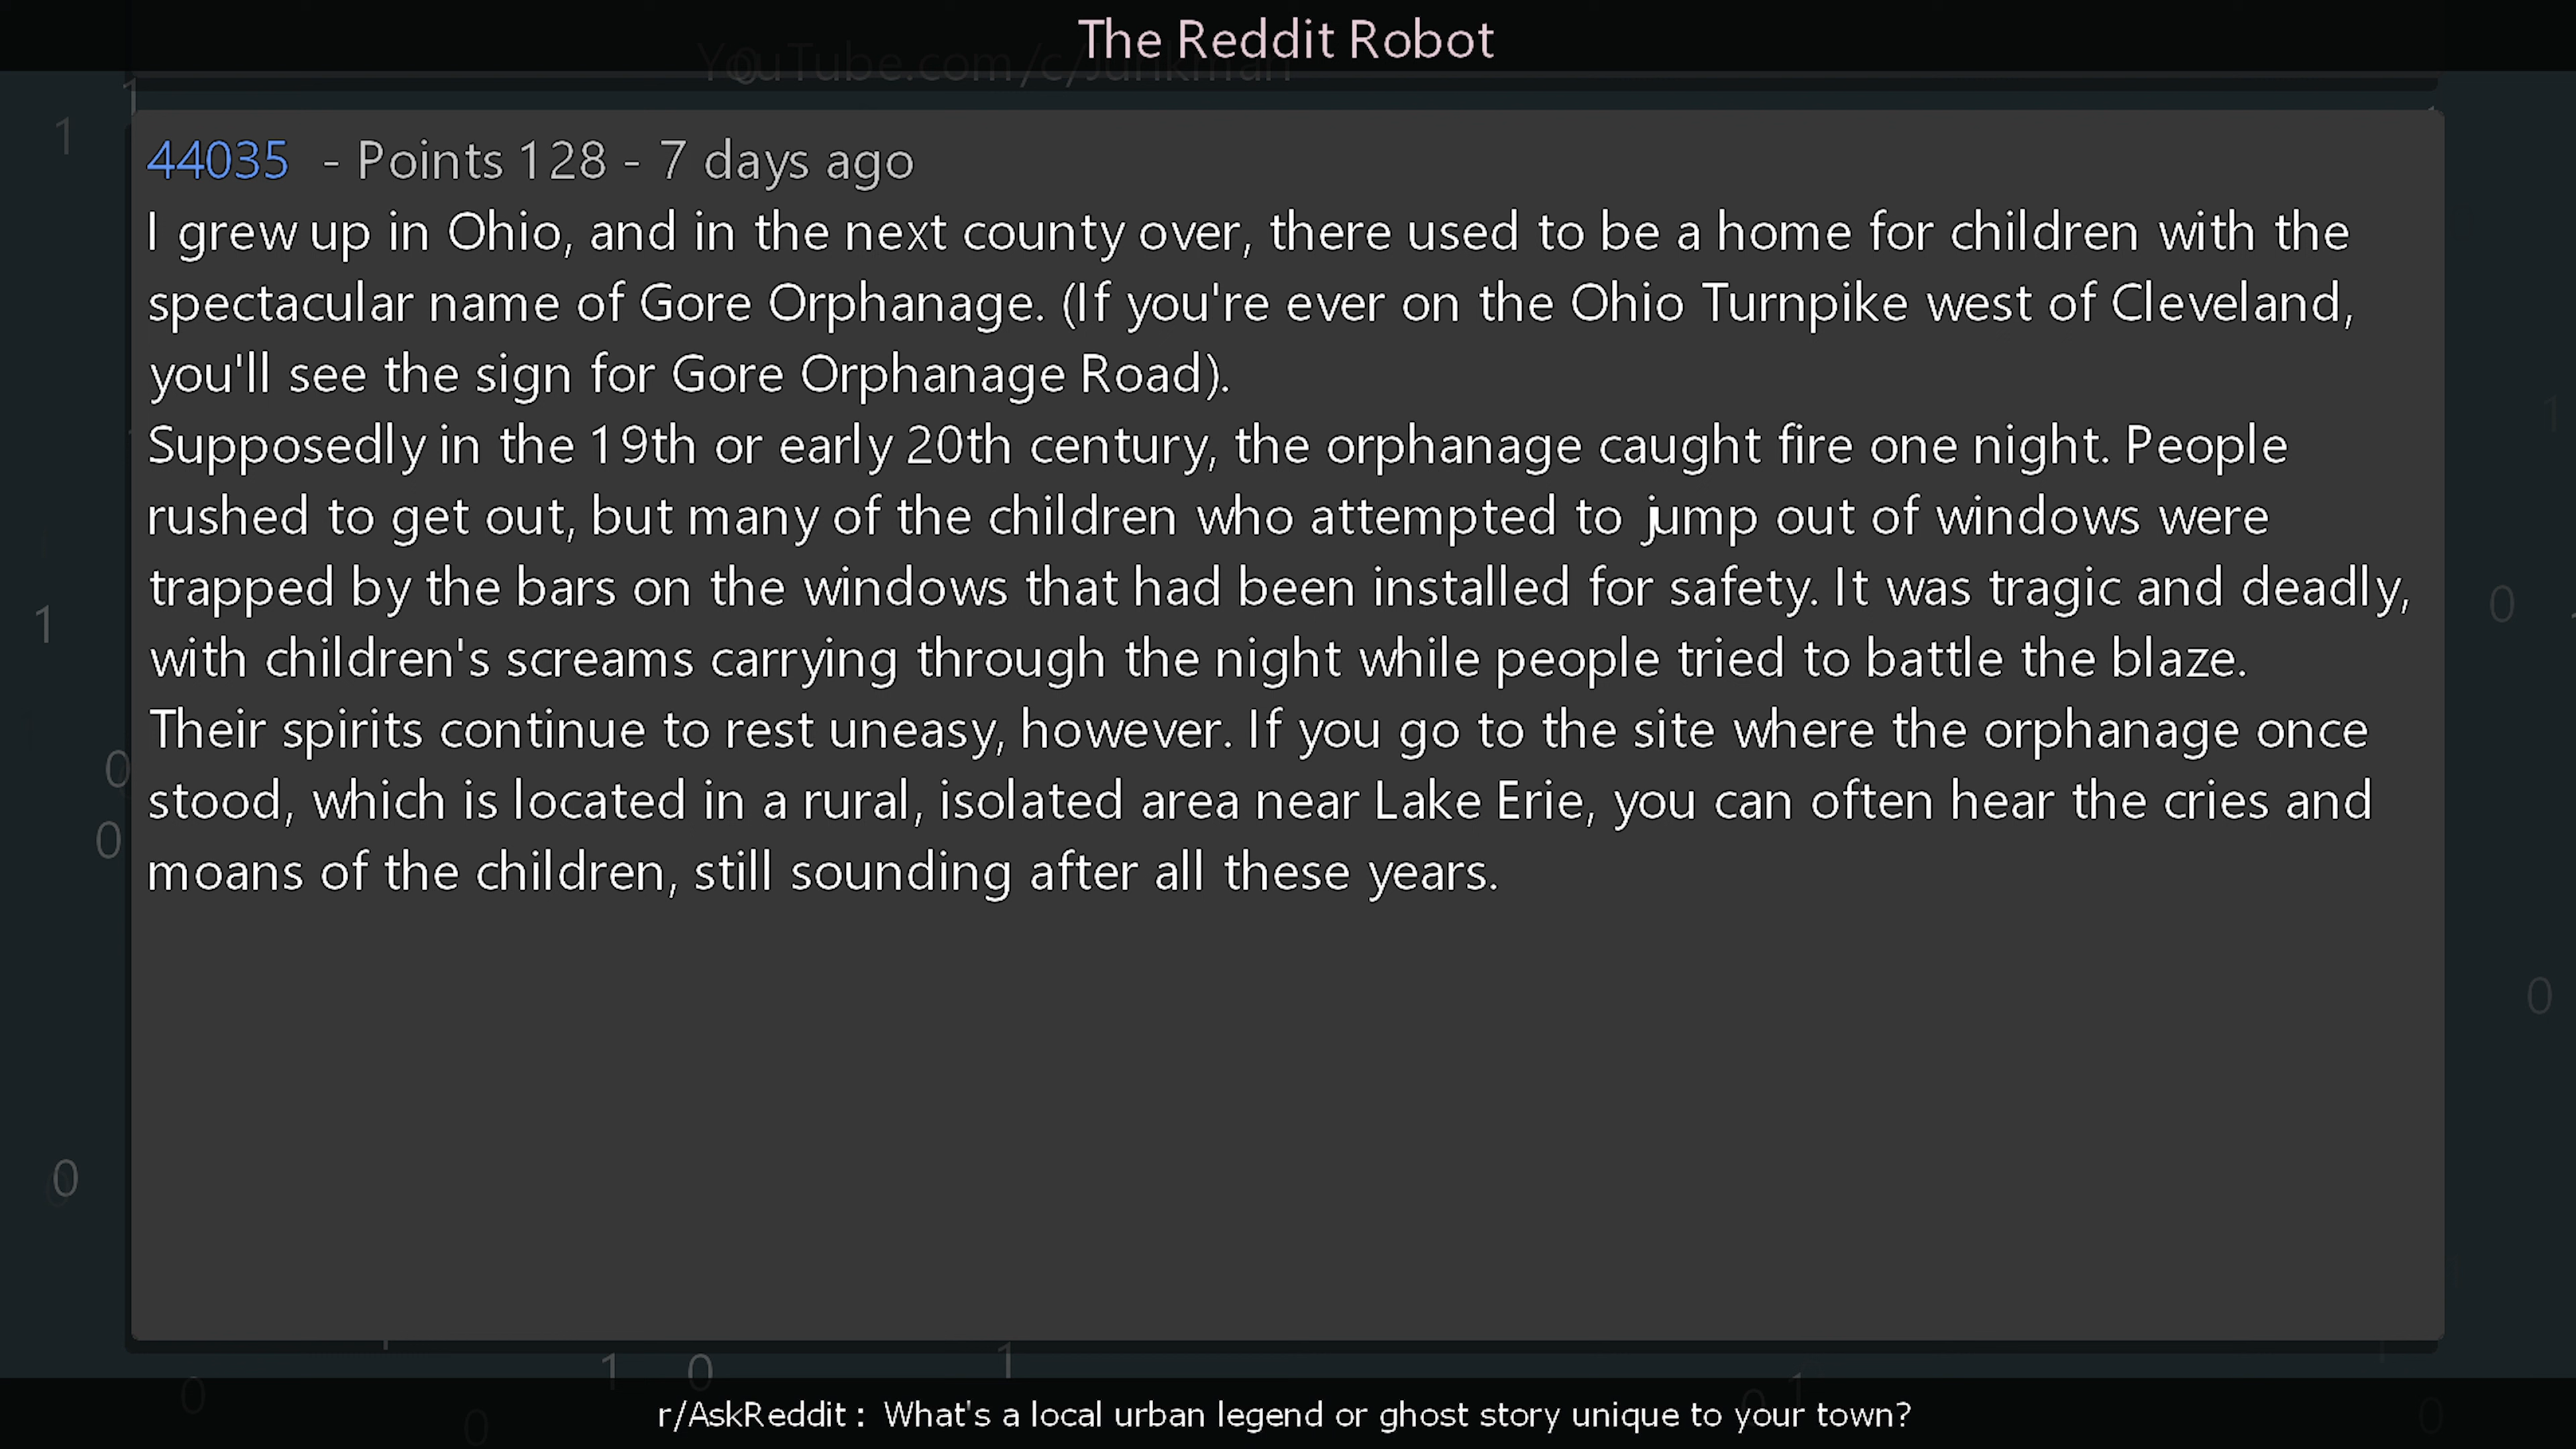 The Reddit Robot
YouTube.com/c/Junkman
44035 - Points 128 - 7 days ago
I grew up in Ohio, and in the next county over, there used to be a home for children with the
spectacular name of Gore Orphanage. (If you're ever on the Ohio Turnpike west of Cleveland,
you'll see the sign for Gore Orphanage Road).
Supposedly in the 19th or early 20th century, the orphanage caught fire one night. People
rushed to get out, but many of the children who attempted to jump out of windows were
trapped by the bars on the windows that had been installed for safety. It was tragic and deadly,
with children's screams carrying through the night while people tried to battle the blaze.
Their spirits continue to rest uneasy, however. If you go to the site where the orphanage once
stood, which is located in a rural, isolated area near Lake Erie, you can often hear the cries and
moans of the children, still sounding after all these years.
r/AskReddit : What's a local urban legend or ghost story unique to your town?